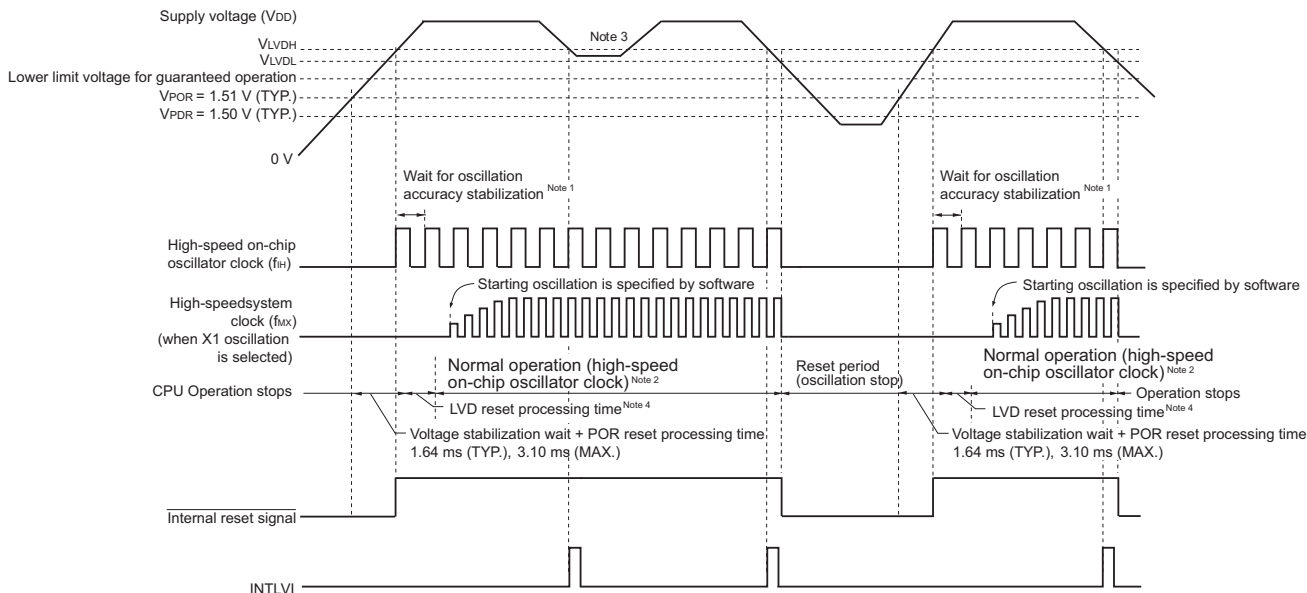 Supply voltage (VDD)
VLVDH
Note 3
VLVDL
Lower limit voltage for guaranteed operation
VPOR = 1.51 V (TYP.)
VPDR = 1.50 V (TYP.)
0 V
Wait for oscillation
accuracy stabilization Note 1
Wait for oscillation
accuracy stabilization Note 1
High-speed on-chip
oscillator clock (fIH)
Starting oscillation is specified by software
Starting oscillation is specified by software
High-speedsystem
clock (fMX)
(when X1 oscillation
is selected)
Normal operation (high-speed
on-chip oscillator clock) Note 2
Reset period
(oscillation stop)
Normal operation (high-speed
on-chip oscillator clock) Note 2
CPU Operation stops
Operation stops
LVD reset processing time Note 4
LVD reset processing time Note 4
Voltage stabilization wait + POR reset processing time
1.64 ms (TYP.), 3.10 ms (MAX.)
Voltage stabilization wait + POR reset processing time
1.64 ms (TYP.), 3.10 ms (MAX.)
Internal reset signal
INTLVI